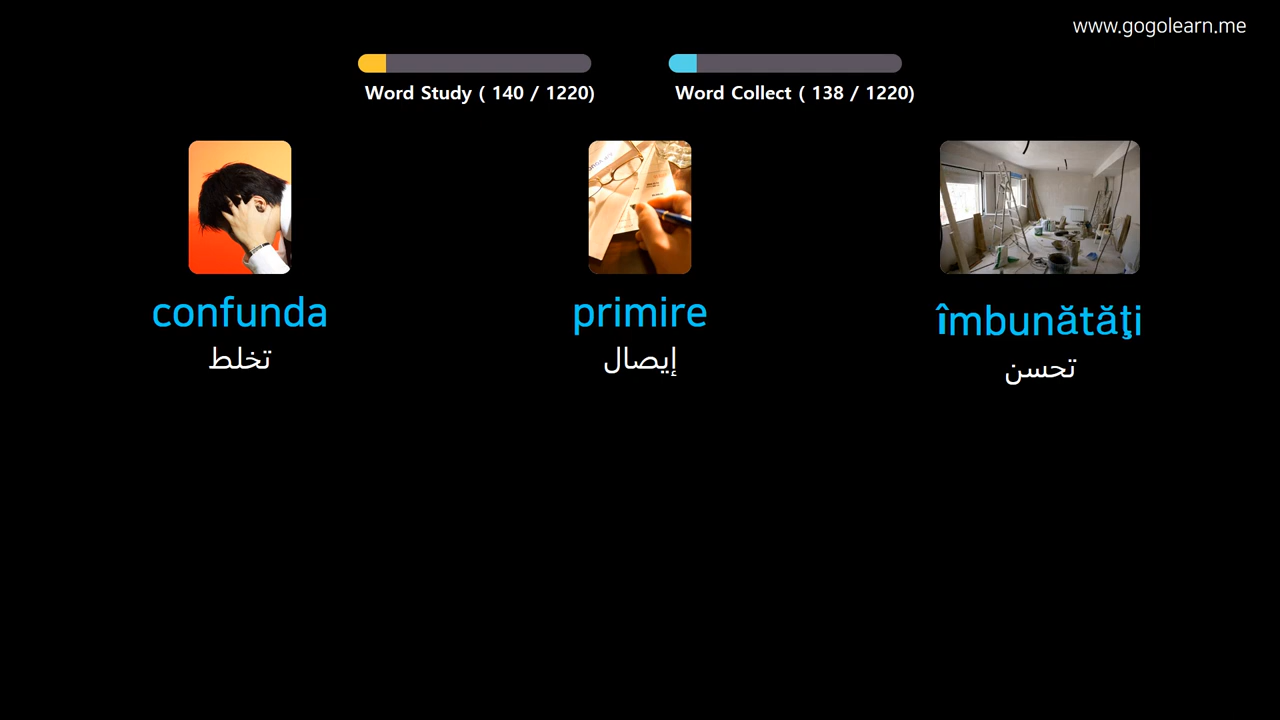 www.gogolearn.me
Word Study ( 140 / 1220)
Word Collect ( 138 / 1220)
confunda
تخلط
primire
إيصال
îmbunătăţi
تحسن